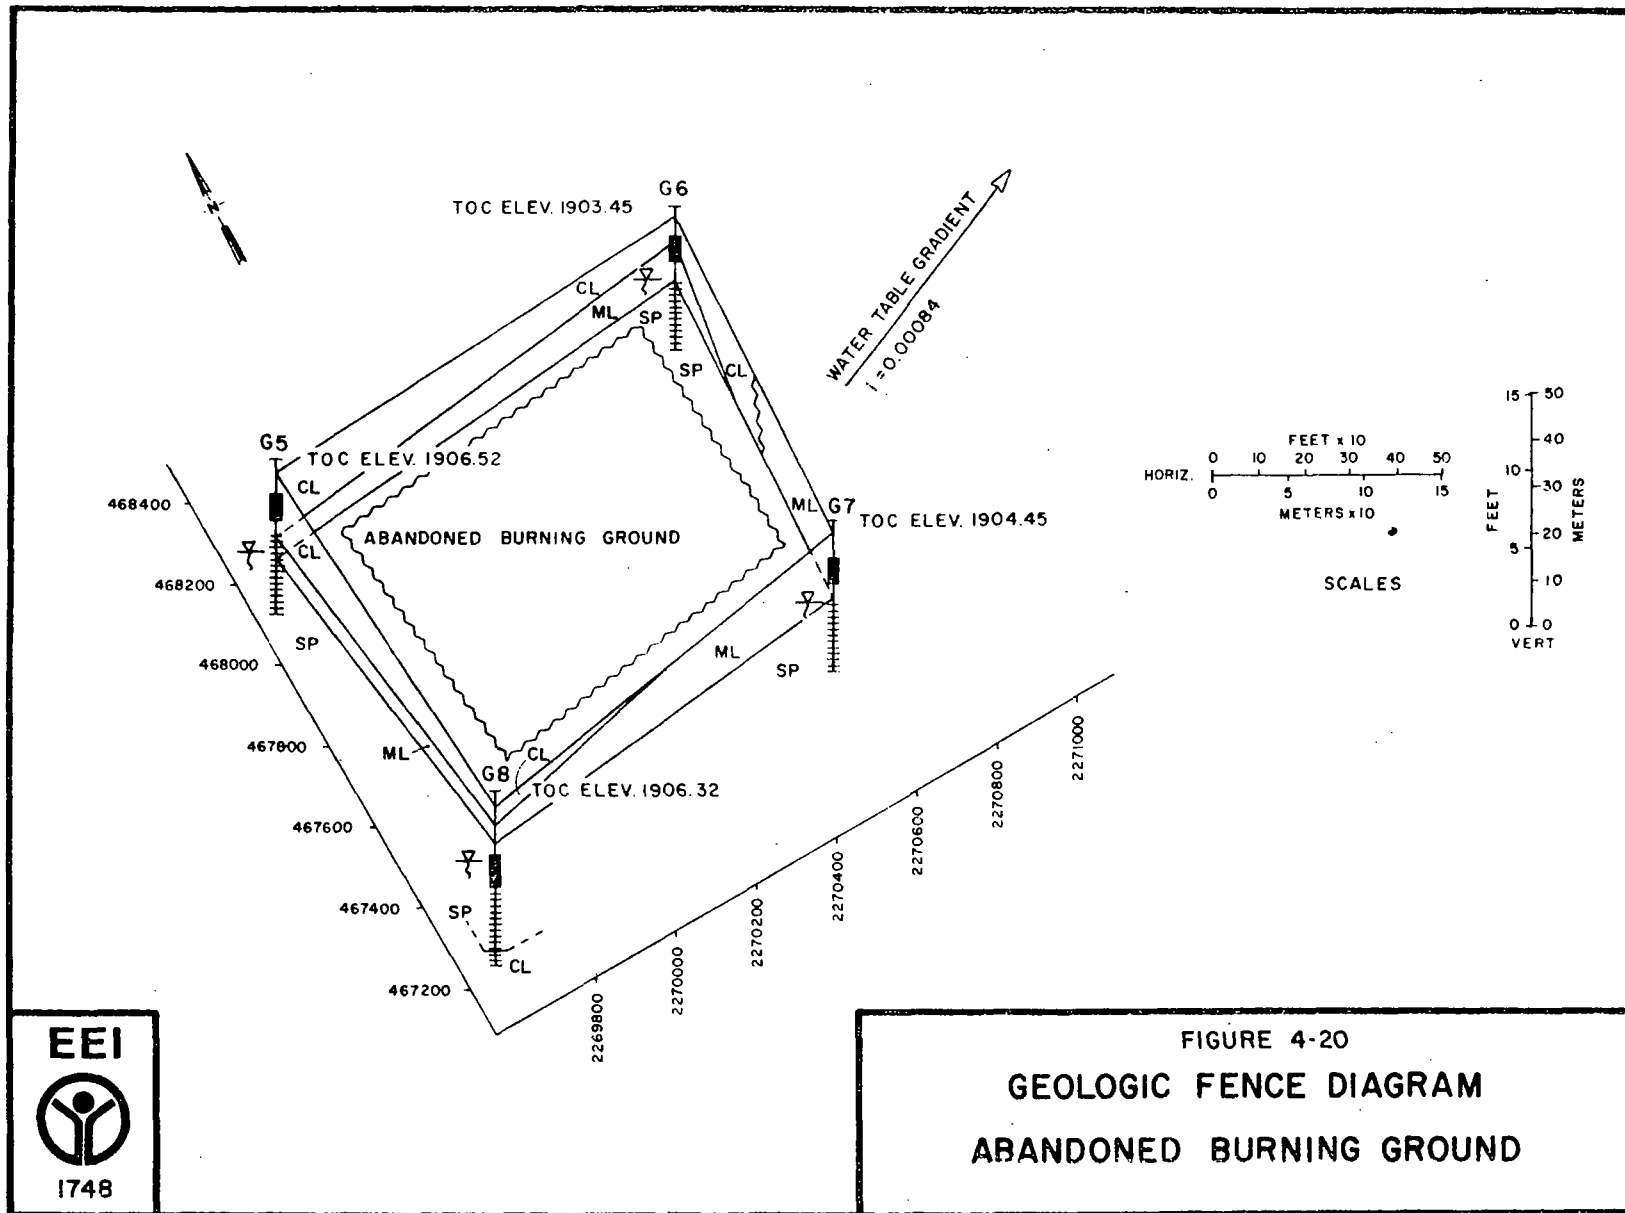 N
G6
TOC ELEV. 1903.45
WATER TABLE GRADIENT
i = 0.00084
CL
ML
SP
SP
CL
G5
TOC ELEV. 1906.52
CL
CL
SP
ABANDONED BURNING GROUND
ML G7
TOC ELEV. 1904.45
ML
SP
ML
CL
G8
TOC ELEV. 1906.32
SP
CL
468400
468200
468000
467800
467600
467400
467200
2269800
2270000
2270200
2270400
2270600
2270800
2271000
FEET x 10
0 10 20 30 40 50
HORIZ.
0 5 10 15
METERS x 10
SCALES
15 50
40
10 30
FEET METERS
20
5
10
0 0
VERT
EEI
1748
FIGURE 4-20
GEOLOGIC FENCE DIAGRAM
ABANDONED BURNING GROUND